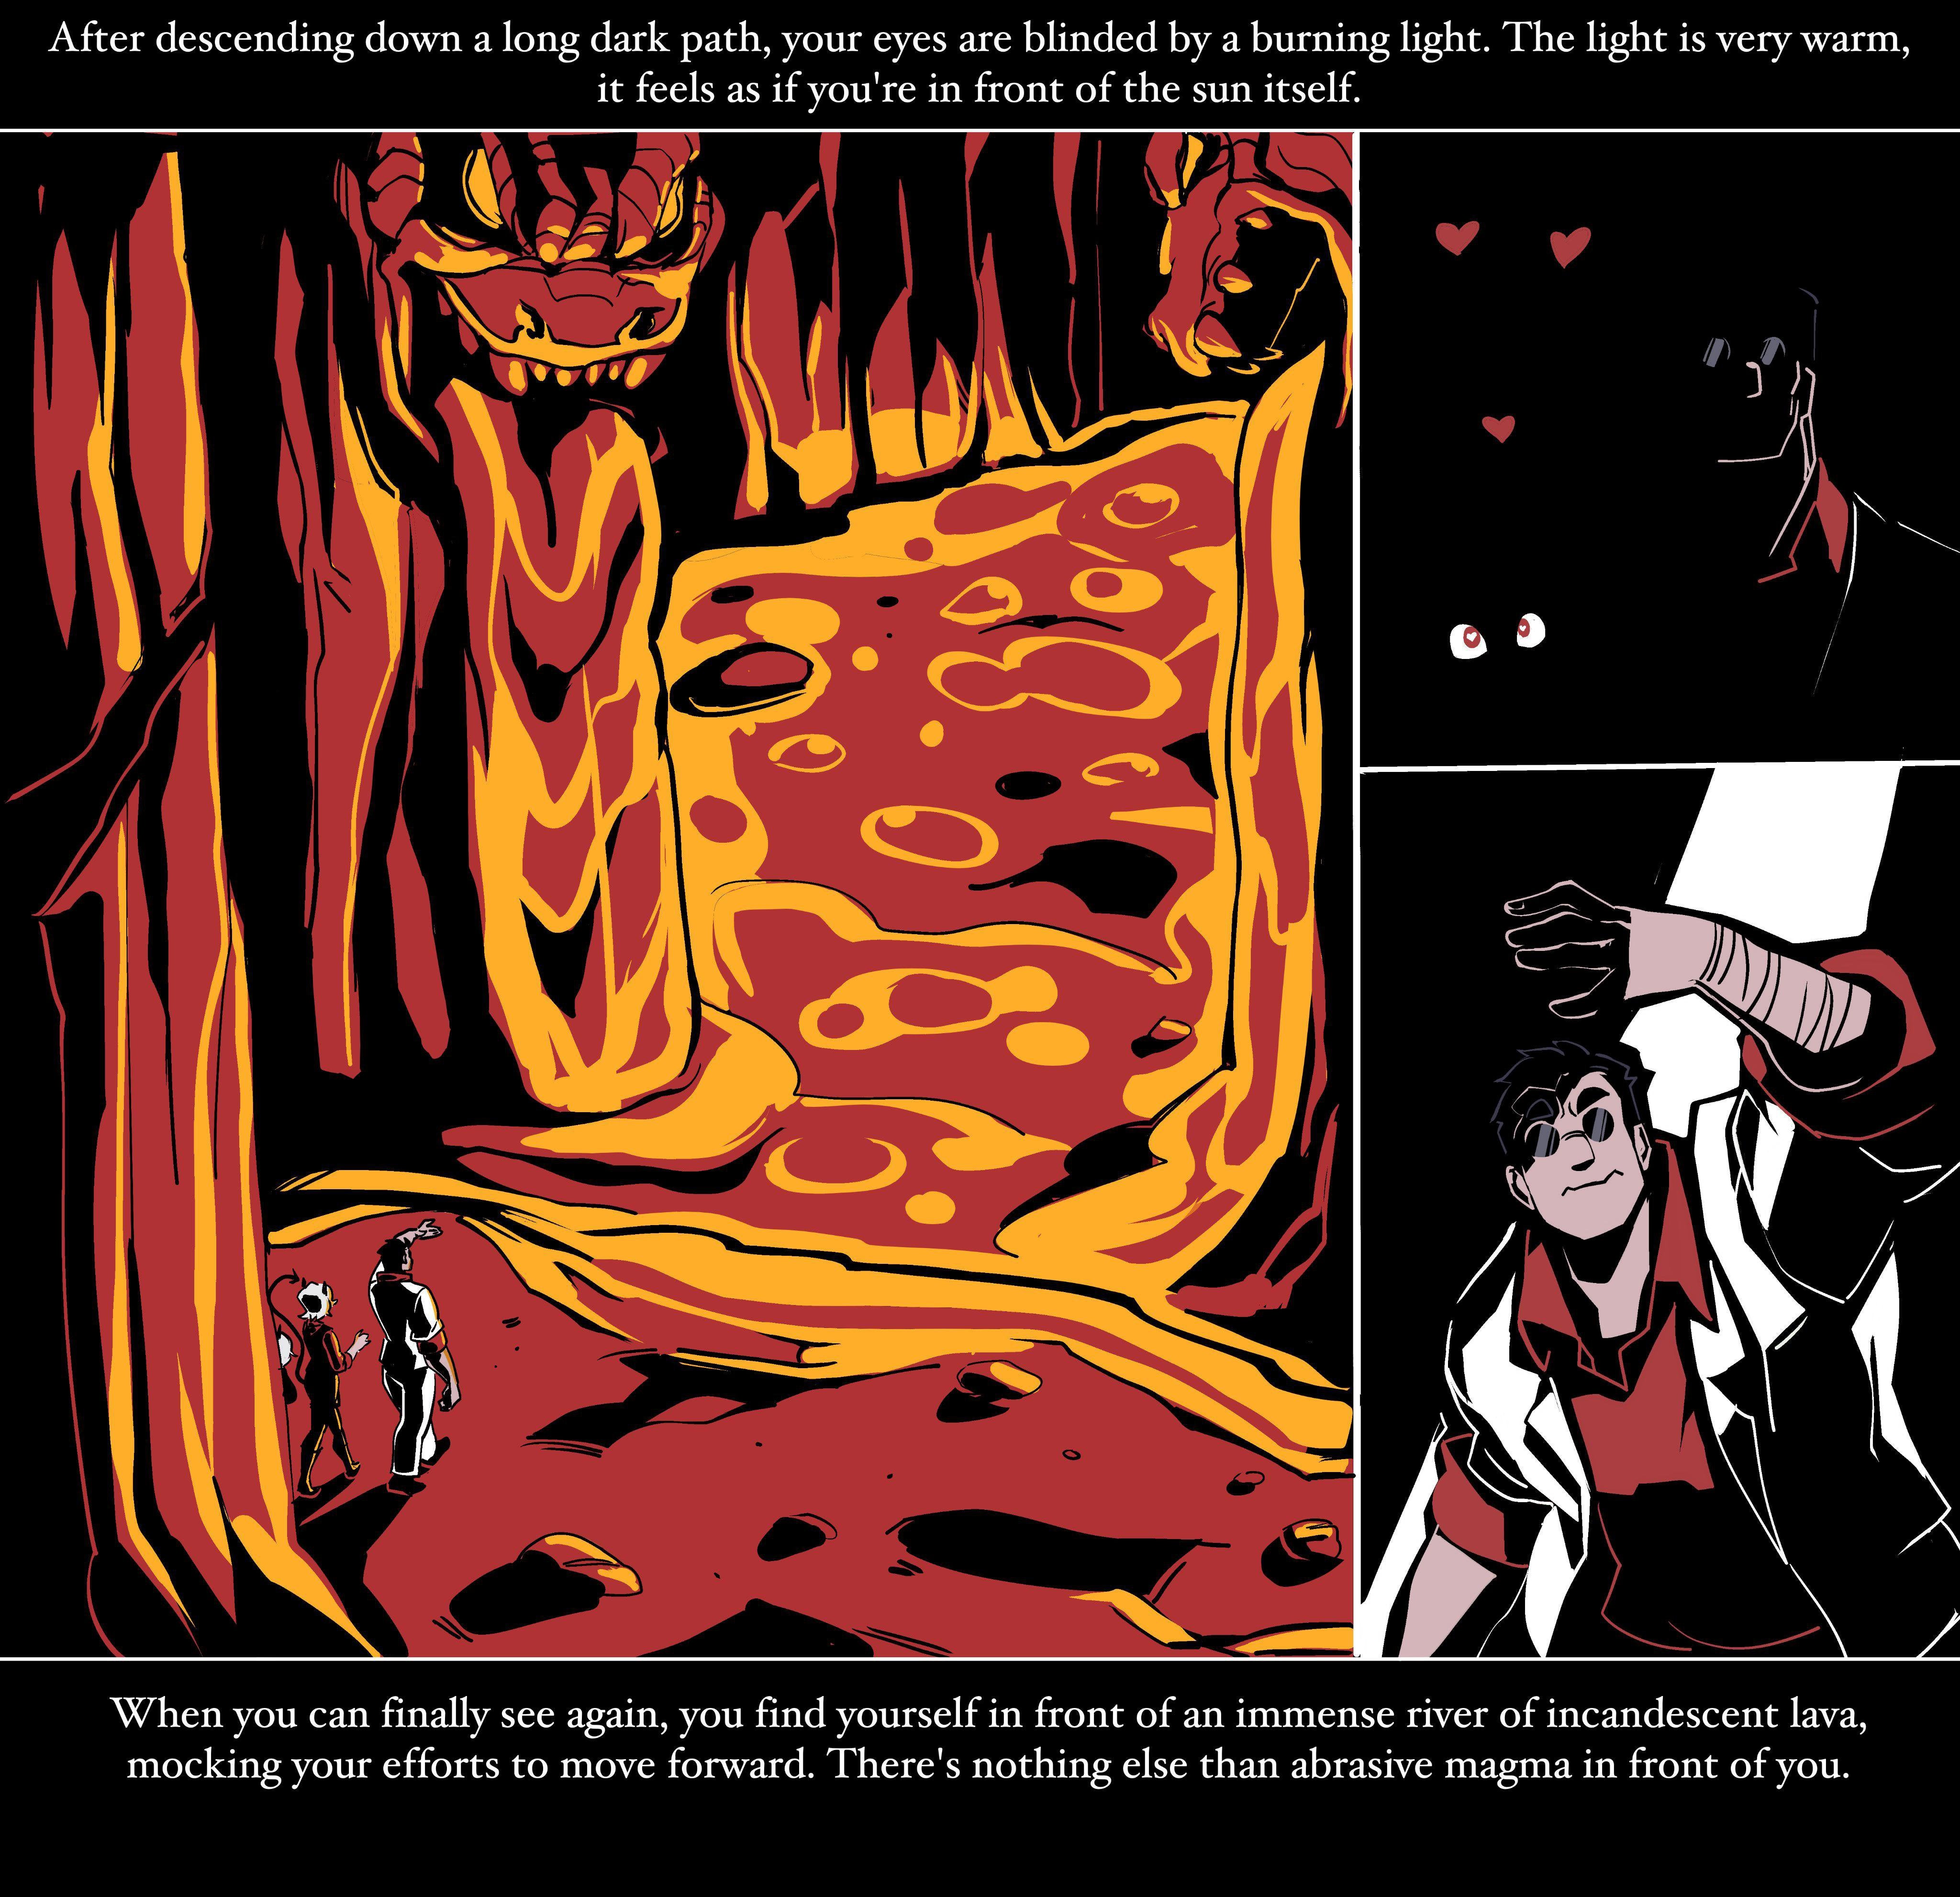 After descending down a long dark path, your eyes are blinded by a burning light. The light is very warm,
it feels as if you're in front of the sun itself.
When you can finally see again, you find yourself in front of an immense river of incandescent lava,
mocking your efforts to move forward. There's nothing else than abrasive magma in front of you.